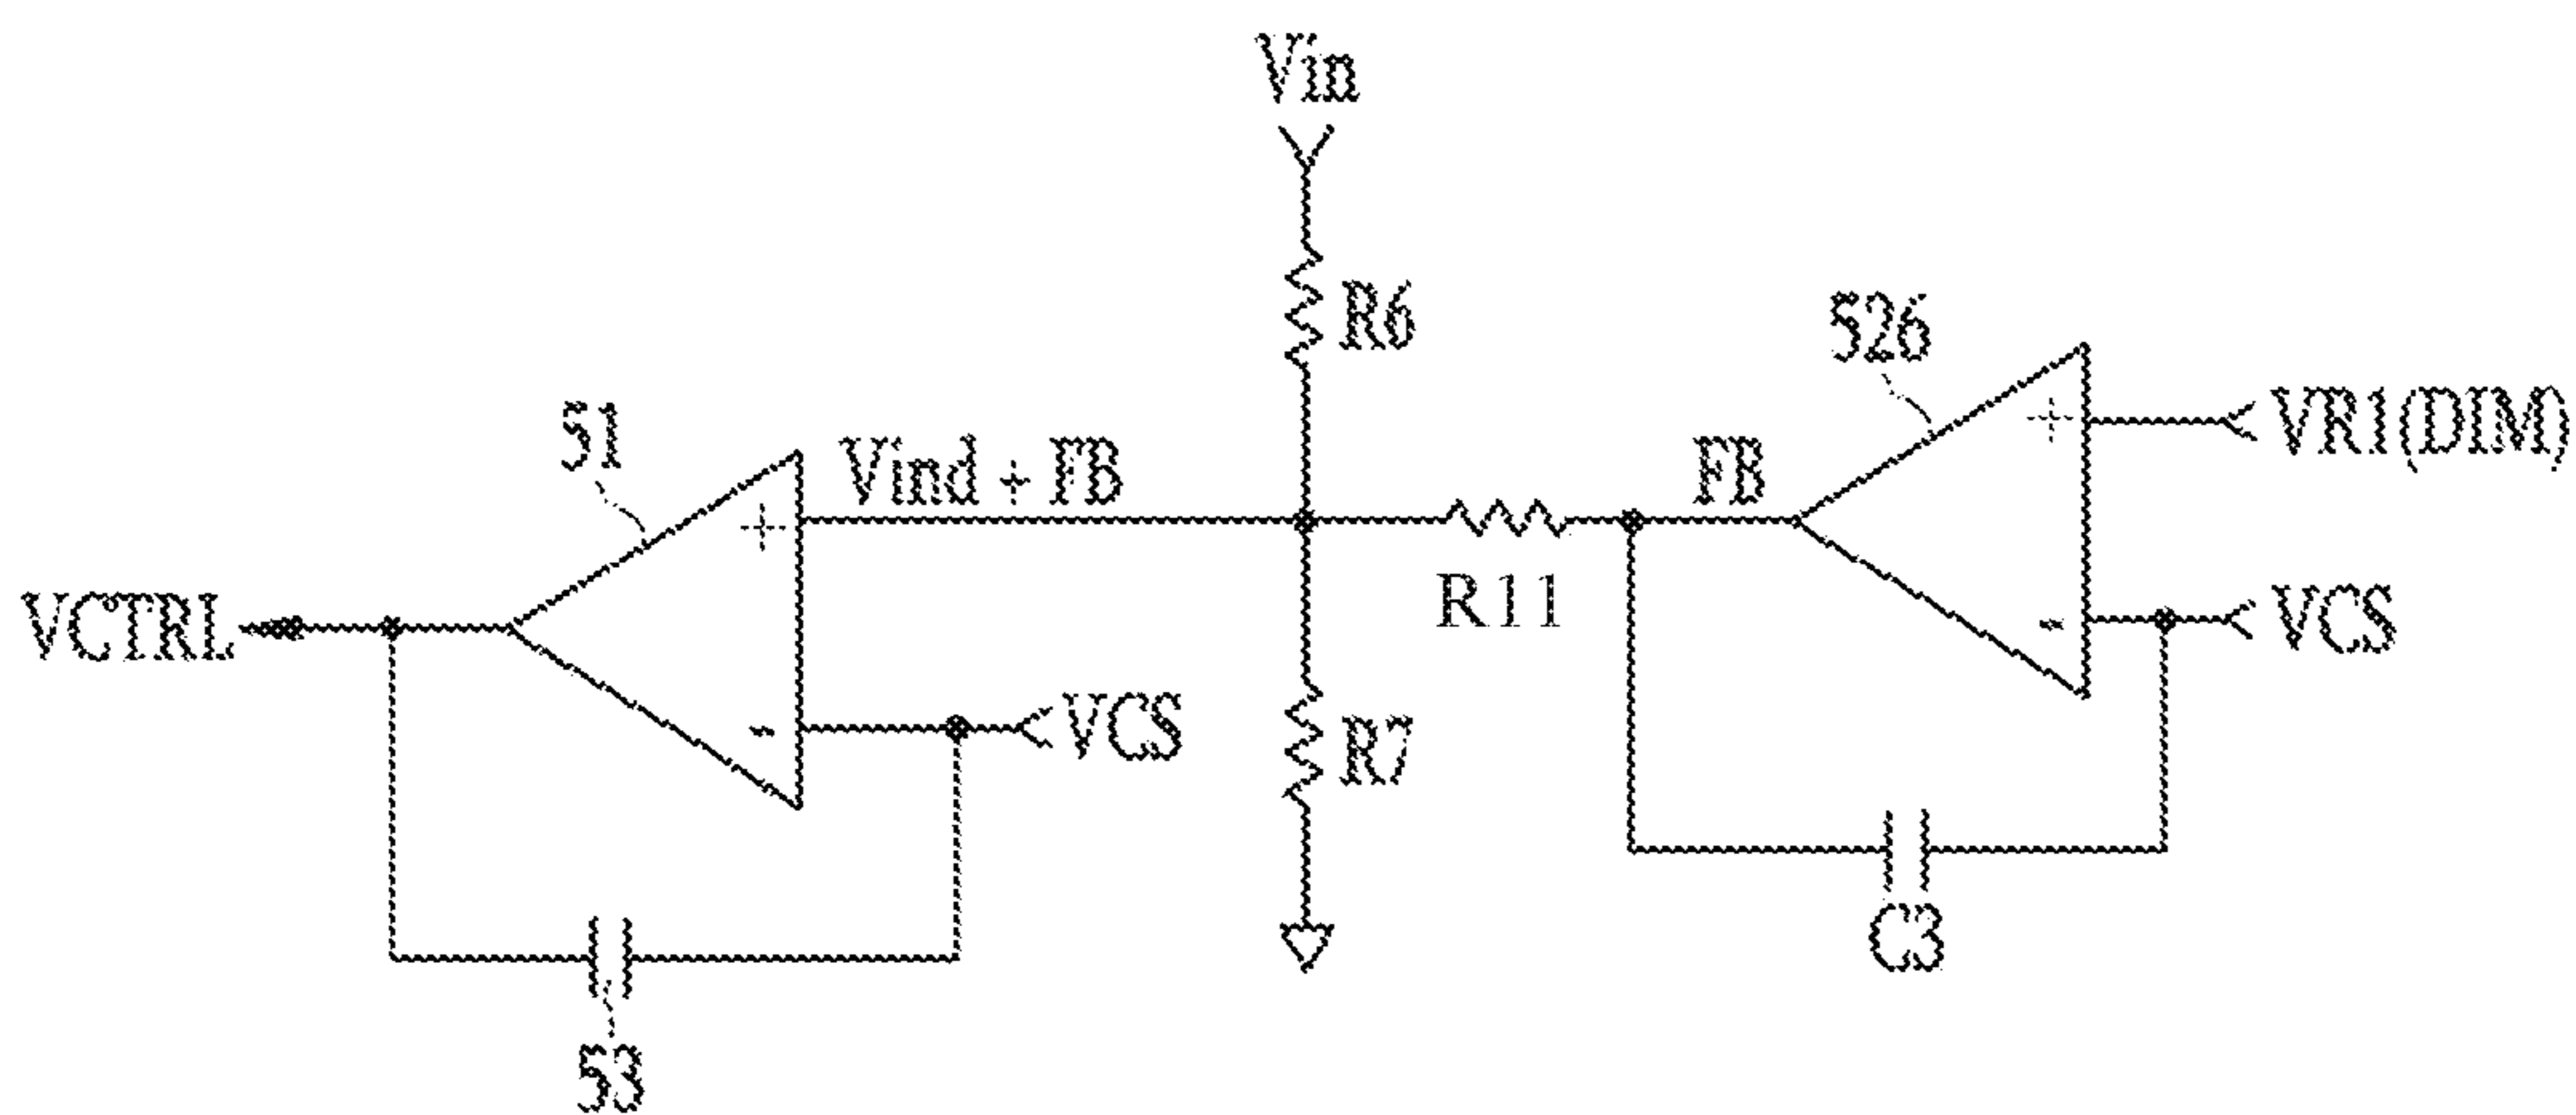 Vin
R6
526
VR1(DIM)
51
Vind + FB
FB
+
+
R11
VCTRL
-
VCS
-
VCS
R7
C3
53